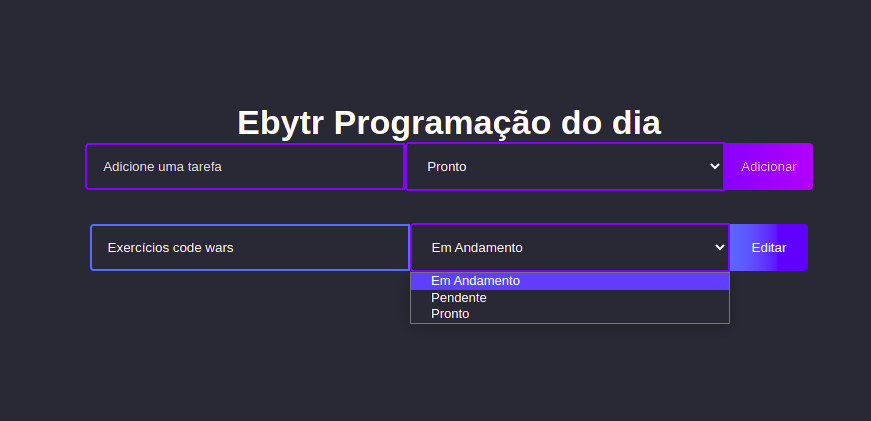 Ebytr Programação do dia
Adicione uma tarefa
Pronto
Adicionar
Exercícios code wars
Em Andamento
Editar
Em Andamento
Pendente
Pronto